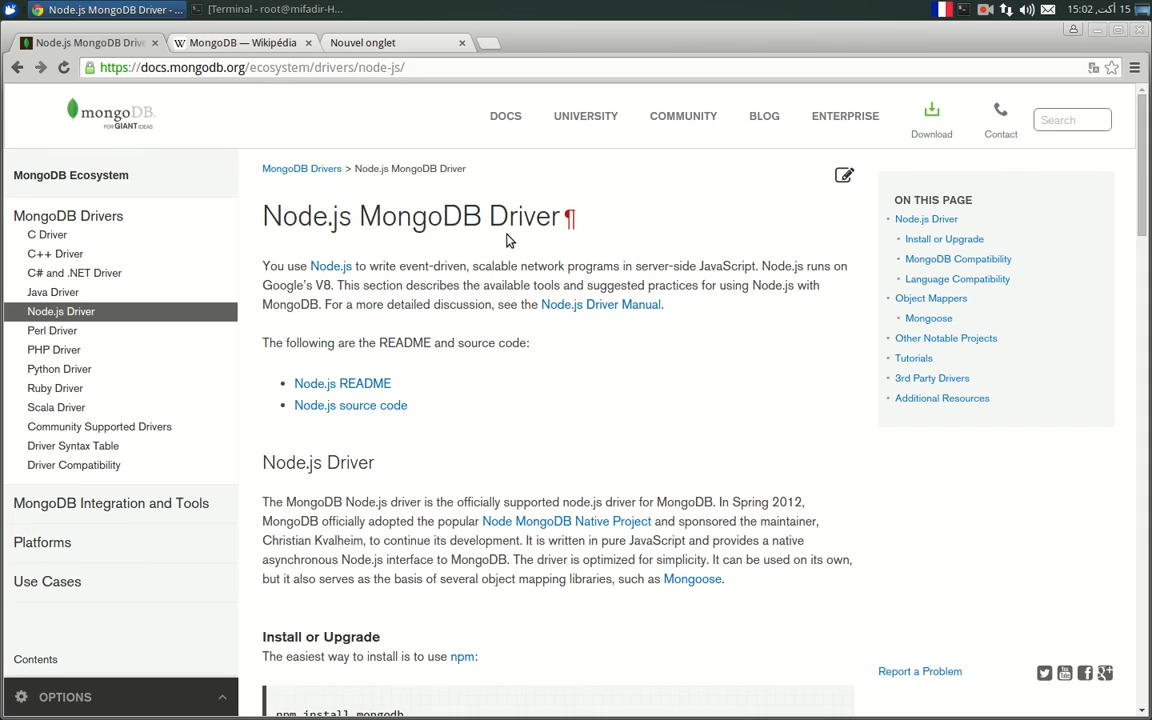 Node.js MongoDB Driver - ...
[Terminal - root@mifadir-H...
15 أكت, 15:02
Node.js MongoDB Drive
MongoDB — Wikipédia
Nouvel onglet
https://docs.mongodb.org/ecosystem/drivers/node-js/
mongoDB.
FOR GIANT IDEAS
DOCS
UNIVERSITY
COMMUNITY
BLOG
ENTERPRISE
Download
Contact
Search
MongoDB Ecosystem
MongoDB Drivers
C Driver
C++ Driver
C# and .NET Driver
Java Driver
Node.js Driver
Perl Driver
PHP Driver
Python Driver
Ruby Driver
Scala Driver
Community Supported Drivers
Driver Syntax Table
Driver Compatibility
MongoDB Integration and Tools
Platforms
Use Cases
Contents
OPTIONS
MongoDB Drivers > Node.js MongoDB Driver
Node.js MongoDB Driver ¶
You use Node.js to write event-driven, scalable network programs in server-side JavaScript. Node.js runs on
Google's V8. This section describes the available tools and suggested practices for using Node.js with
MongoDB. For a more detailed discussion, see the Node.js Driver Manual.
The following are the README and source code:
• Node.js README
• Node.js source code
Node.js Driver
The MongoDB Node.js driver is the officially supported node.js driver for MongoDB. In Spring 2012,
MongoDB officially adopted the popular Node MongoDB Native Project and sponsored the maintainer,
Christian Kvalheim, to continue its development. It is written in pure JavaScript and provides a native
asynchronous Node.js interface to MongoDB. The driver is optimized for simplicity. It can be used on its own,
but it also serves as the basis of several object mapping libraries, such as Mongoose.
Install or Upgrade
The easiest way to install is to use npm:
npm install mongodb
ON THIS PAGE
• Node.js Driver
• Install or Upgrade
• MongoDB Compatibility
• Language Compatibility
• Object Mappers
• Mongoose
• Other Notable Projects
• Tutorials
• 3rd Party Drivers
• Additional Resources
Report a Problem